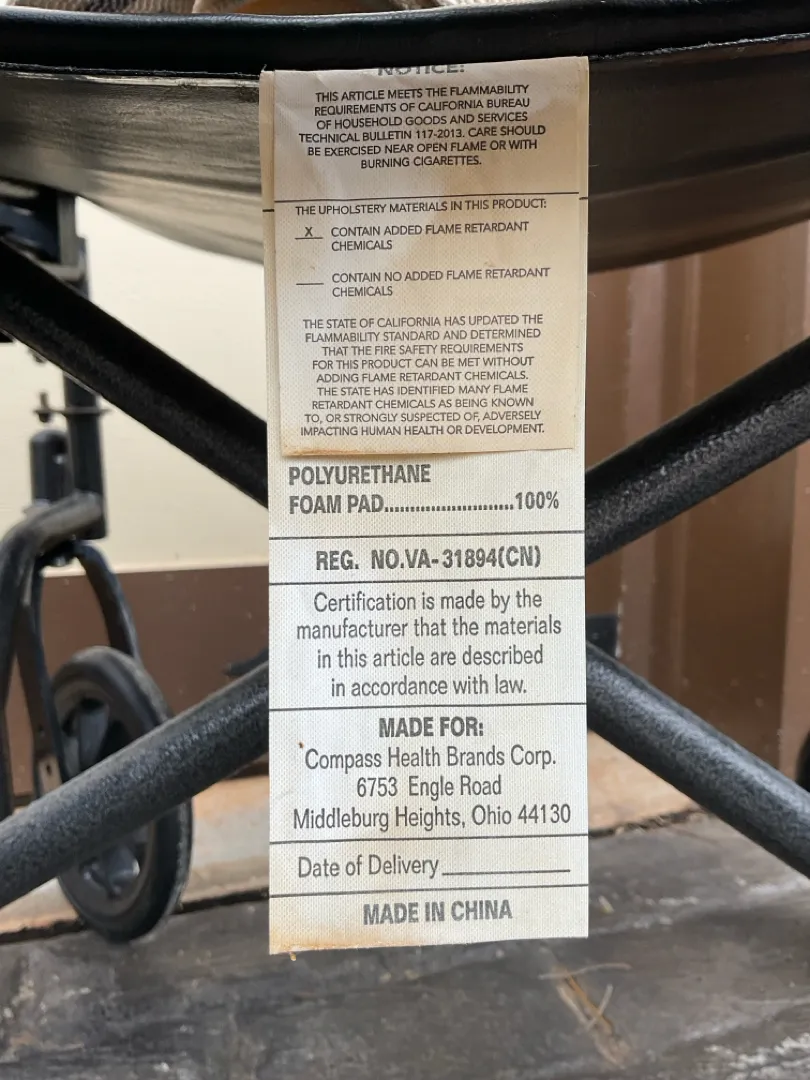 NOTICE!
THIS ARTICLE MEETS THE FLAMMABILITY
REQUIREMENTS OF CALIFORNIA BUREAU
OF HOUSEHOLD GOODS AND SERVICES
TECHNICAL BULLETIN 117-2013. CARE SHOULD
BE EXERCISED NEAR OPEN FLAME OR WITH
BURNING CIGARETTES.
THE UPHOLSTERY MATERIALS IN THIS PRODUCT:
X CONTAIN ADDED FLAME RETARDANT
CHEMICALS
___ CONTAIN NO ADDED FLAME RETARDANT
CHEMICALS
THE STATE OF CALIFORNIA HAS UPDATED THE
FLAMMABILITY STANDARD AND DETERMINED
THAT THE FIRE SAFETY REQUIREMENTS
FOR THIS PRODUCT CAN BE MET WITHOUT
ADDING FLAME RETARDANT CHEMICALS.
THE STATE HAS IDENTIFIED MANY FLAME
RETARDANT CHEMICALS AS BEING KNOWN
TO, OR STRONGLY SUSPECTED OF, ADVERSELY
IMPACTING HUMAN HEALTH OR DEVELOPMENT.
POLYURETHANE
FOAM PAD.........................100%
REG. NO.VA-31894(CN)
Certification is made by the
manufacturer that the materials
in this article are described
in accordance with law.
MADE FOR:
Compass Health Brands Corp.
6753 Engle Road
Middleburg Heights, Ohio 44130
Date of Delivery____________
MADE IN CHINA